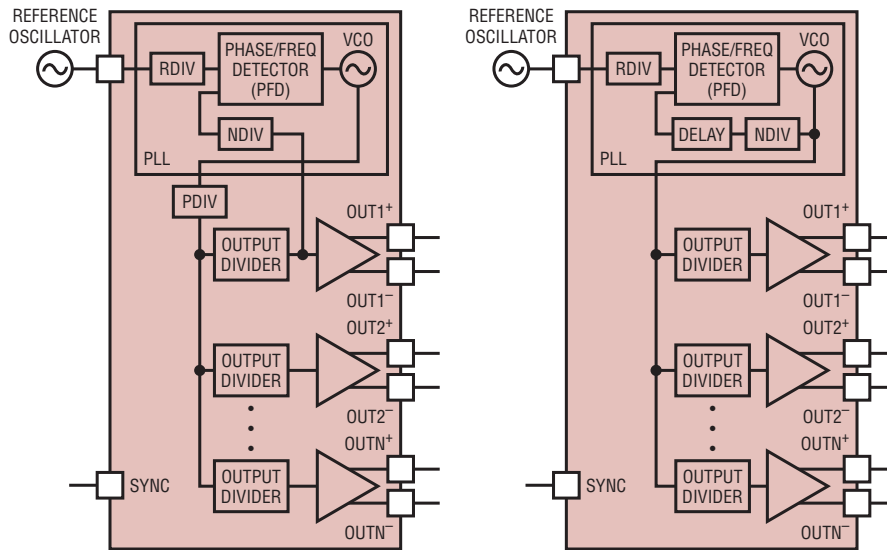 REFERENCE
OSCILLATOR
RDIV
PHASE/FREQ
DETECTOR
(PFD)
VCO
NDIV
PLL
PDIV
OUTPUT
DIVIDER
OUT1+
OUT1–
OUT2+
OUTPUT
DIVIDER
OUT2–
OUTN+
OUTPUT
DIVIDER
OUTN–
SYNC
REFERENCE
OSCILLATOR
RDIV
PHASE/FREQ
DETECTOR
(PFD)
VCO
DELAY
NDIV
PLL
OUT1+
OUTPUT
DIVIDER
OUT1–
OUT2+
OUTPUT
DIVIDER
OUT2–
OUTN+
OUTPUT
DIVIDER
OUTN–
SYNC